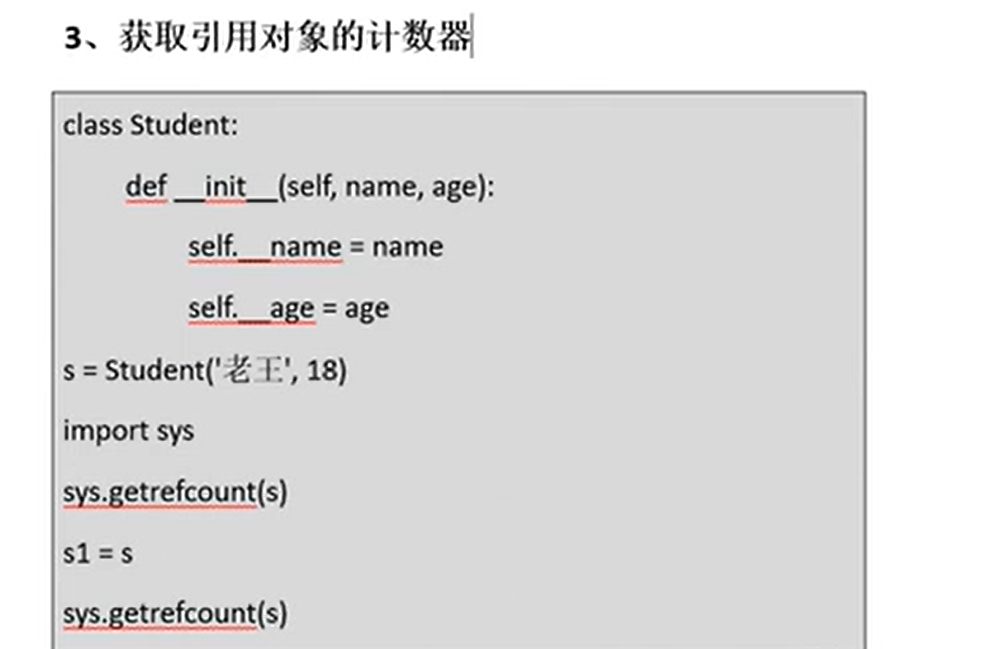 3、获取引用对象的计数器
class Student:
def __init__(self, name, age):
self.__name = name
self.__age = age
s = Student('老王', 18)
import sys
sys.getrefcount(s)
s1 = s
sys.getrefcount(s)